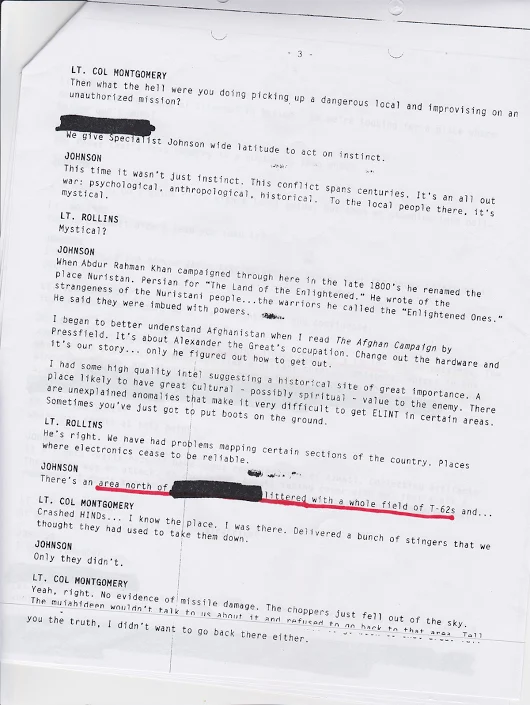 - 3 -
LT. COL MONTGOMERY
Then what the hell were you doing picking up a dangerous local and improvising on an
unauthorized mission?
We give Specialist Johnson wide latitude to act on instinct.
JOHNSON
This time it wasn't just instinct. This conflict spans centuries. It's an all out
war: psychological, anthropological, historical. To the local people there, it's
mystical.
LT. ROLLINS
Mystical?
JOHNSON
When Abdur Rahman Khan campaigned through here in the late 1800's he renamed the
place Nuristan. Persian for "The Land of the Enlightened." He wrote of the
strangeness of the Nuristani people...the warriors he called the "Enlightened Ones."
He said they were imbued with powers.
I began to better understand Afghanistan when I read The Afghan Campaign by
Pressfield. It's about Alexander the Great's occupation. Change out the hardware and
it's our story... only he figured out how to get out.
I had some high quality intel suggesting a historical site of great importance. A
place likely to have great cultural - possibly spiritual - value to the enemy. There
are unexplained anomalies that make it very difficult to get ELINT in certain areas.
Sometimes you've just got to put boots on the ground.
LT. ROLLINS
He's right. We have had problems mapping certain sections of the country. Places
where electronics cease to be reliable.
JOHNSON
There's an area north of littered with a whole field of T-62s and...
LT. COL MONTGOMERY
Crashed HINDs... I know the place. I was there. Delivered a bunch of stingers that we
thought they had used to take them down.
JOHNSON
Only they didn't.
LT. COL MONTGOMERY
Yeah, right. No evidence of missile damage. The choppers just fell out of the sky.
The mujahideen wouldn't talk to us about it and refused to go back to that area. Tell
you the truth, I didn't want to go back there either.